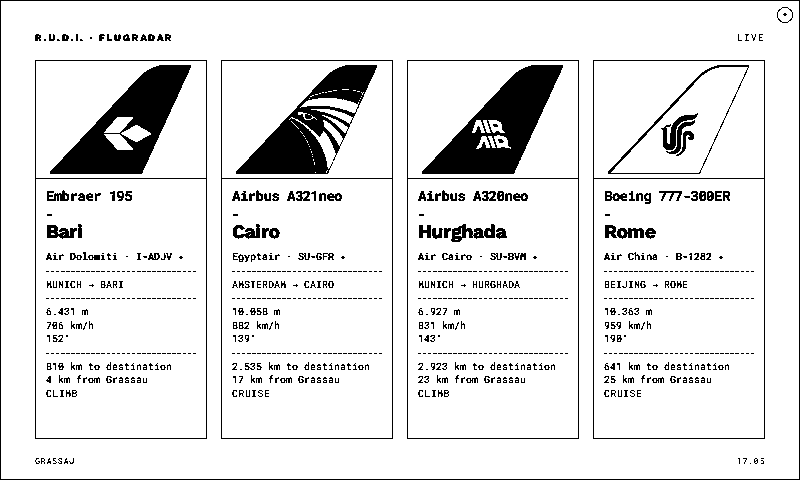 R.U.D.I. · FLUGRADAR
LIVE
AIR
AIR
Embraer 195
–
Bari
Air Dolomiti · I-ADJV ✦
MUNICH → BARI
6.431 m
706 km/h
152°
810 km to destination
4 km from Grassau
CLIMB
Airbus A321neo
–
Cairo
Egyptair · SU-GFR ✦
AMSTERDAM → CAIRO
10.058 m
882 km/h
139°
2.535 km to destination
17 km from Grassau
CRUISE
Airbus A320neo
–
Hurghada
Air Cairo · SU-BVM ✦
MUNICH → HURGHADA
6.927 m
831 km/h
143°
2.923 km to destination
23 km from Grassau
CLIMB
Boeing 777-300ER
–
Rome
Air China · B-1282 ✦
BEIJING → ROME
10.363 m
959 km/h
190°
641 km to destination
25 km from Grassau
CRUISE
GRASSAU
17.05